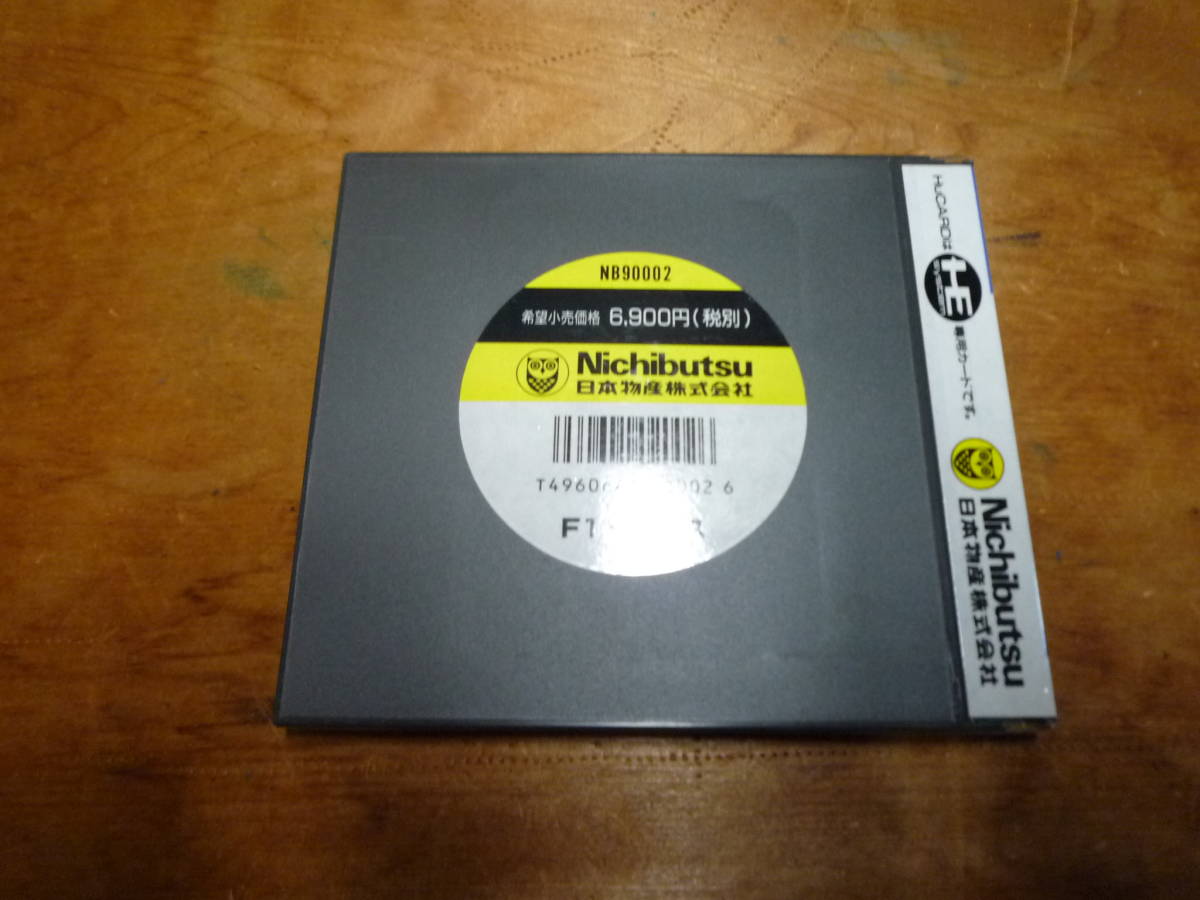 NB90002
希望小売価格 6,900円(税別)
Nichibutsu
日本物産株式会社
HuCARDは
HE
SYSTEM
専用カードです。
Nichibutsu
日本物産株式会社